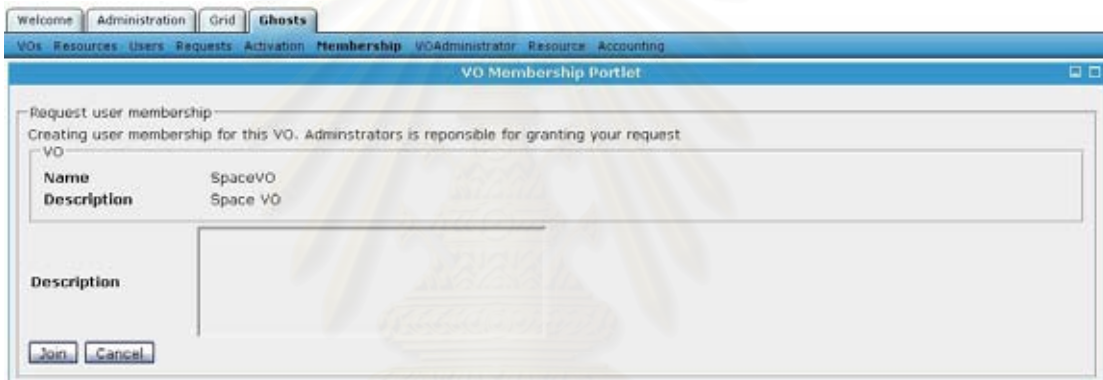 Welcome Administration Grid Ghosts
VOs Resources Users Requests Activation Membership VOAdministrator Resource Accounting
VO Membership Portlet
Request user membership
Creating user membership for this VO. Adminstrators is reponsible for granting your request
VO
Name SpaceVO
Description Space VO
Description
Join Cancel